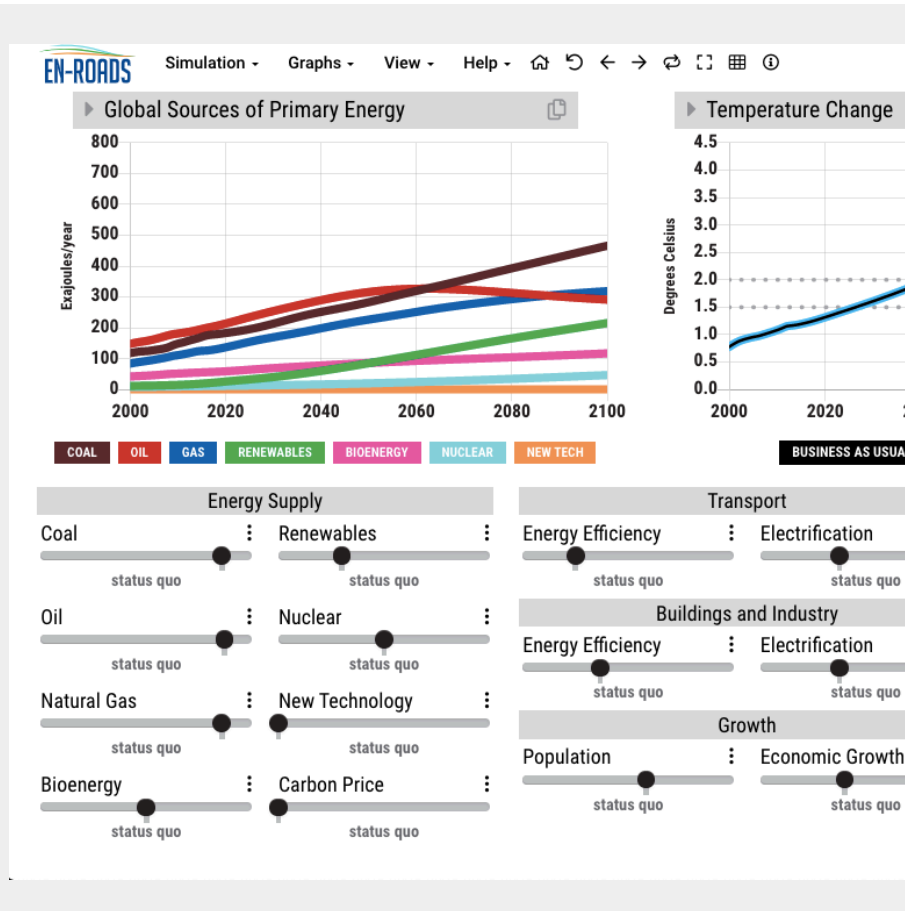 EN-ROADS
Simulation
Graphs
View
Help
Global Sources of Primary Energy
800
700
600
500
400
300
200
100
0
Exajoules/year
2000 2020 2040 2060 2080 2100
COAL OIL GAS RENEWABLES BIOENERGY NUCLEAR NEW TECH
Temperature Change
4.5
4.0
3.5
3.0
2.5
2.0
1.5
1.0
0.5
0.0
Degrees Celsius
2000 2020
BUSINESS AS USUA
Energy Supply
Coal
status quo
Renewables
status quo
Oil
status quo
Nuclear
status quo
Natural Gas
status quo
New Technology
status quo
Bioenergy
status quo
Carbon Price
status quo
Transport
Energy Efficiency
status quo
Electrification
status quo
Buildings and Industry
Energy Efficiency
status quo
Electrification
status quo
Growth
Population
status quo
Economic Growth
status quo